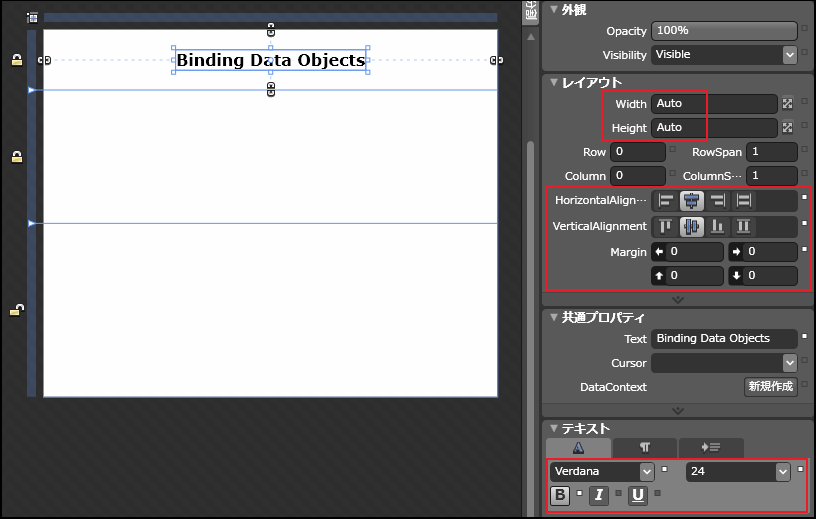 Binding Data Objects
外観
Opacity 100%
Visibility Visible
レイアウト
Width Auto
Height Auto
Row 0 RowSpan 1
Column 0 ColumnS··· 1
HorizontalAlign···
VerticalAlignment
Margin 0 0
0 0
共通プロパティ
Text Binding Data Objects
Cursor
DataContext 新規作成
テキスト
A ¶
Verdana 24
B I U